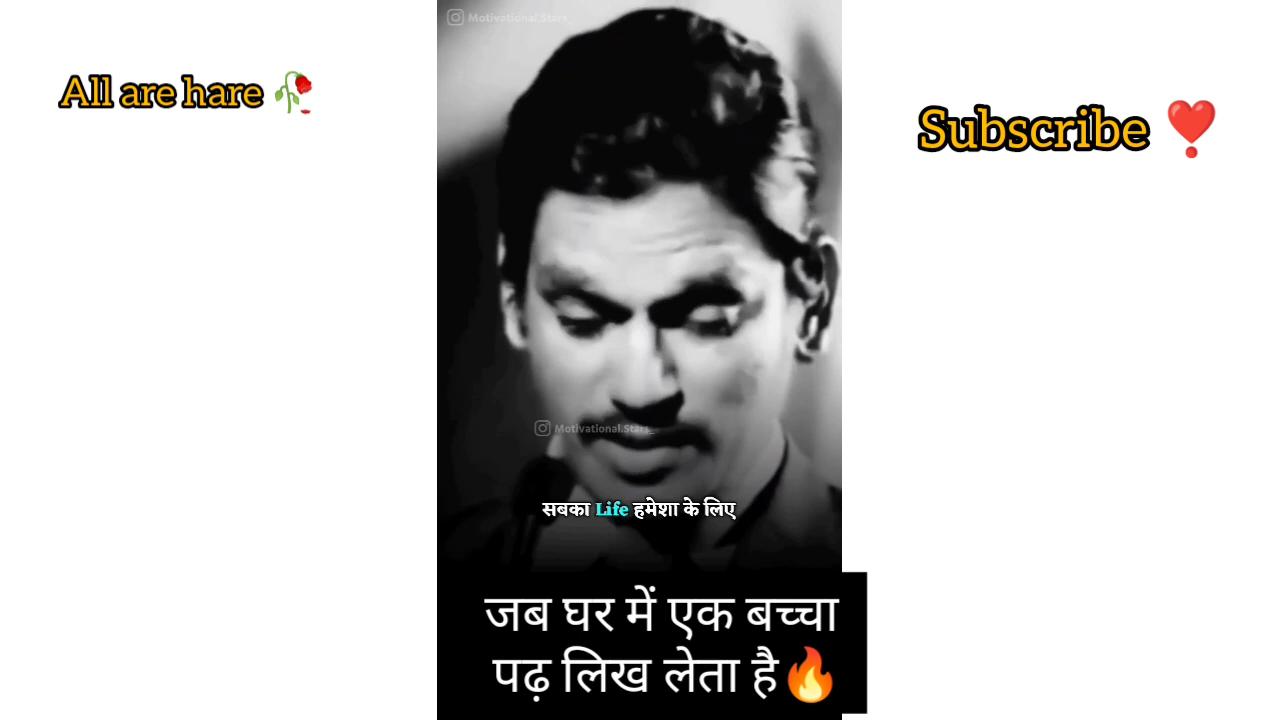 Motivational.Stars_
All are hare 🥀
Subscribe ❣️
Motivational.Stars_
सबका Life हमेशा के लिए
जब घर में एक बच्चा
पढ़ लिख लेता है🔥